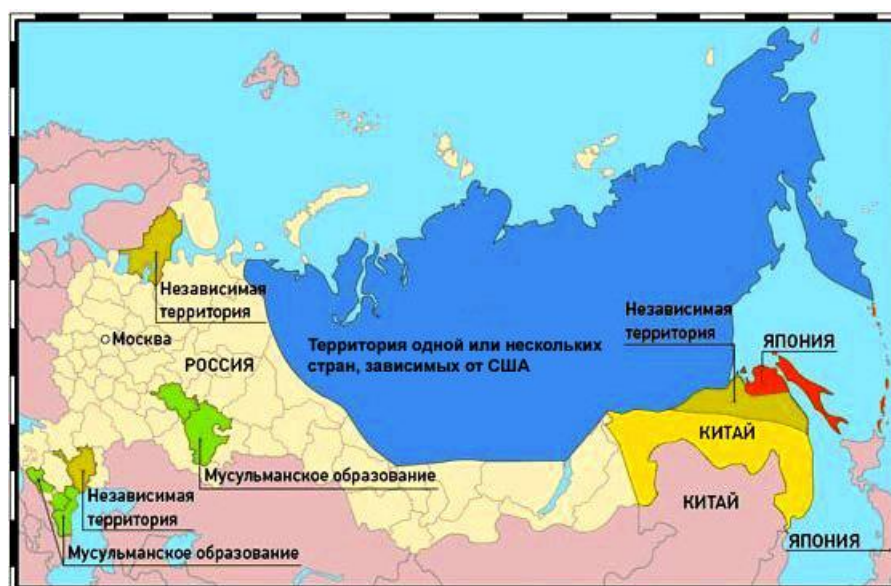 Независимая
территория
Москва
РОССИЯ
Территория одной или нескольких
стран, зависимых от США
Независимая
территория
ЯПОНИЯ
КИТАЙ
Мусульманское образование
КИТАЙ
Независимая
территория
ЯПОНИЯ
Мусульманское образование